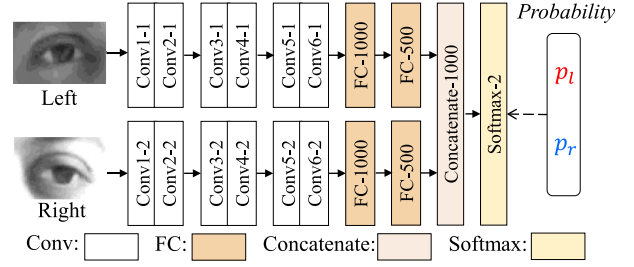 Probability
Left
Conv1-1
Conv2-1
Conv3-1
Conv4-1
Conv5-1
Conv6-1
FC-1000
FC-500
Concatenate-1000
Softmax-2
p_l
p_r
Right
Conv1-2
Conv2-2
Conv3-2
Conv4-2
Conv5-2
Conv6-2
FC-1000
FC-500
Conv: FC: Concatenate: Softmax: